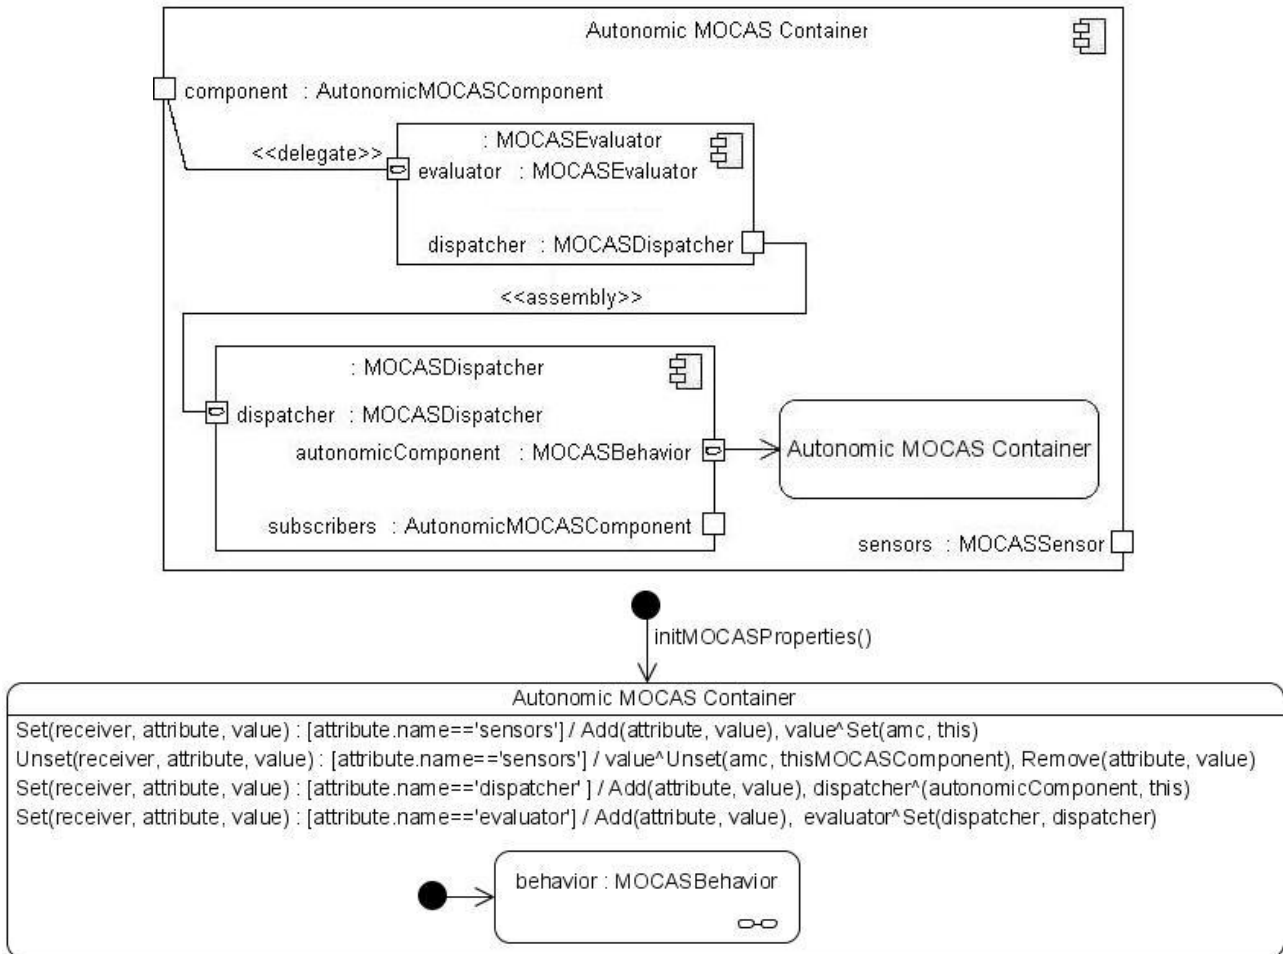 Autonomic MOCAS Container
component : AutonomicMOCASComponent
<<delegate>>
: MOCASEvaluator
evaluator : MOCASEvaluator
dispatcher : MOCASDispatcher
<<assembly>>
: MOCASDispatcher
dispatcher : MOCASDispatcher
autonomicComponent : MOCASBehavior
Autonomic MOCAS Container
subscribers : AutonomicMOCASComponent
sensors : MOCASSensor
initMOCASProperties()
Autonomic MOCAS Container
Set(receiver, attribute, value) : [attribute.name=='sensors'] / Add(attribute, value), value^Set(amc, this)
Unset(receiver, attribute, value) : [attribute.name=='sensors'] / value^Unset(amc, thisMOCASComponent), Remove(attribute, value)
Set(receiver, attribute, value) : [attribute.name=='dispatcher' ] / Add(attribute, value), dispatcher^(autonomicComponent, this)
Set(receiver, attribute, value) : [attribute.name=='evaluator'] / Add(attribute, value), evaluator^Set(dispatcher, dispatcher)
behavior : MOCASBehavior